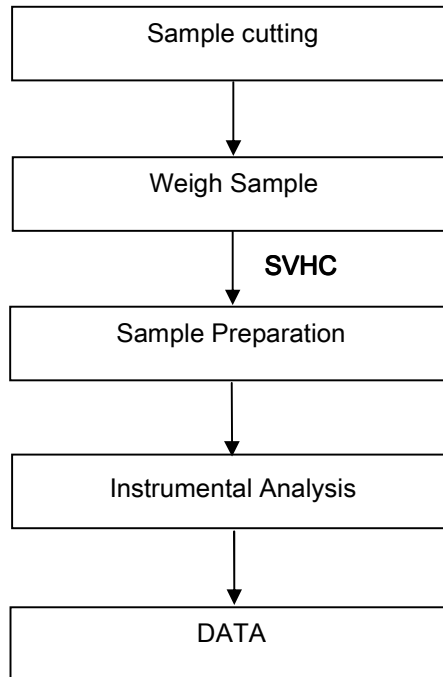 Sample cutting
Weigh Sample
SVHC
Sample Preparation
Instrumental Analysis
DATA